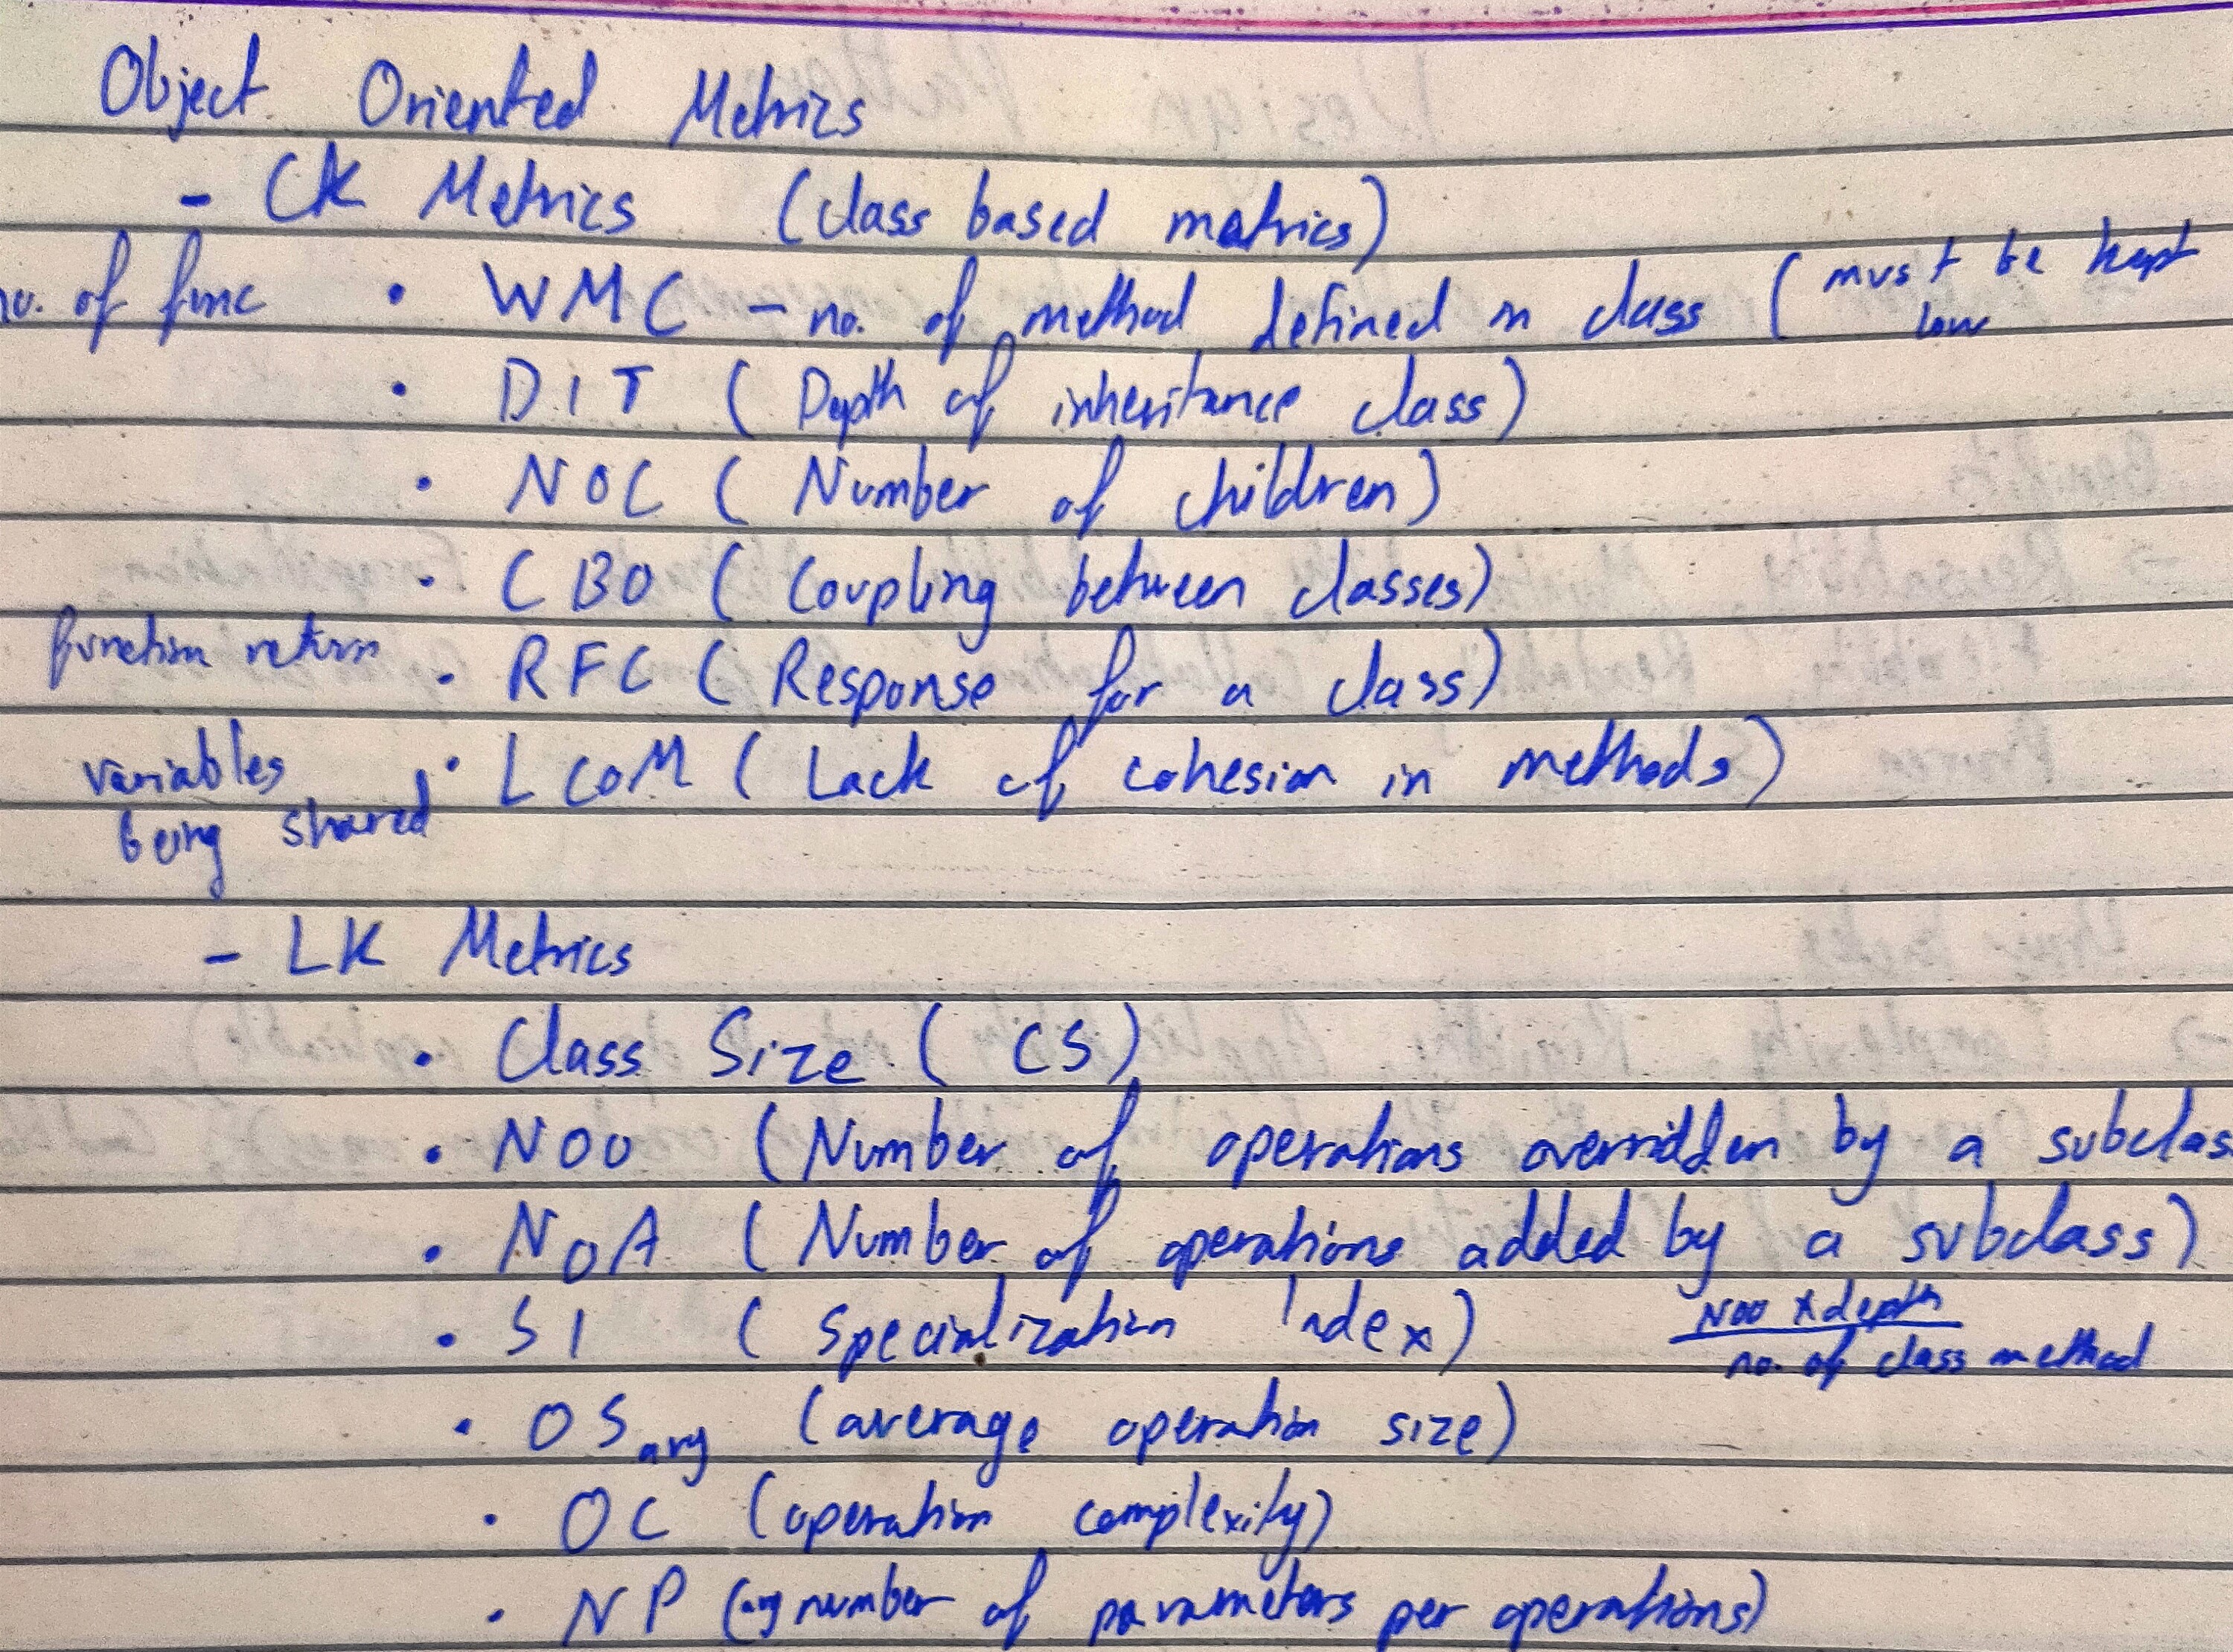 Object Oriented Metrics
- CK Metrics (class based metrics)
no. of func • WMC - no. of method defined in class (must be kept low
• DIT (Depth of inheritance class)
• NOC (Number of children)
• CBO (Coupling between classes)
function return • RFC (Response for a class)
variables being shared • LCOM (Lack of cohesion in methods)
- LK Metrics
• Class Size (CS)
• NOO (Number of operations overridden by a subclas
• NOA (Number of operations added by a subclass)
• SI (Specialization Index) NOO x depth / no. of class method
• OS avg (average operation size)
• OC (operation complexity)
• NP (avg number of parameters per operations)